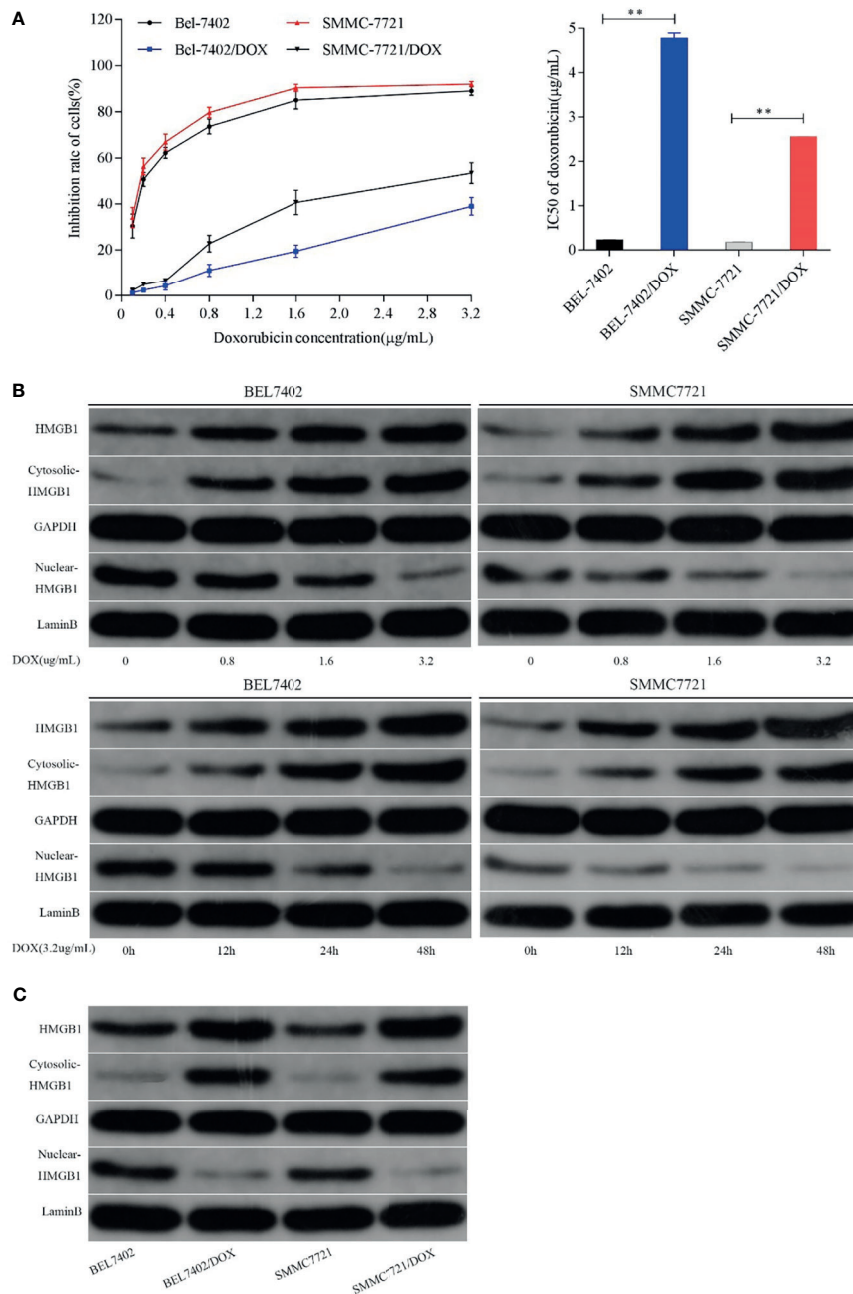 A
Bel-7402 SMMC-7721
Bel-7402/DOX SMMC-7721/DOX
Inhibition rate of cells(%)
120
100
80
60
40
20
0
0 0.4 0.8 1.2 1.6 2.0 2.4 2.8 3.2
Doxorubicin concentration(μg/mL)
IC50 of doxorubicin(μg/mL)
5
4
3
2
1
0
** **
BEL-7402 BEL-7402/DOX SMMC-7721 SMMC-7721/DOX
B
BEL7402 SMMC7721
HMGB1
Cytosolic-
HMGB1
GAPDH
Nuclear-
HMGB1
LaminB
DOX(ug/mL) 0 0.8 1.6 3.2 0 0.8 1.6 3.2
BEL7402 SMMC7721
HMGB1
Cytosolic-
HMGB1
GAPDH
Nuclear-
HMGB1
LaminB
DOX(3.2ug/mL) 0h 12h 24h 48h 0h 12h 24h 48h
C
HMGB1
Cytosolic-
HMGB1
GAPDH
Nuclear-
HMGB1
LaminB
BEL7402 BEL7402/DOX SMMC7721 SMMC7721/DOX